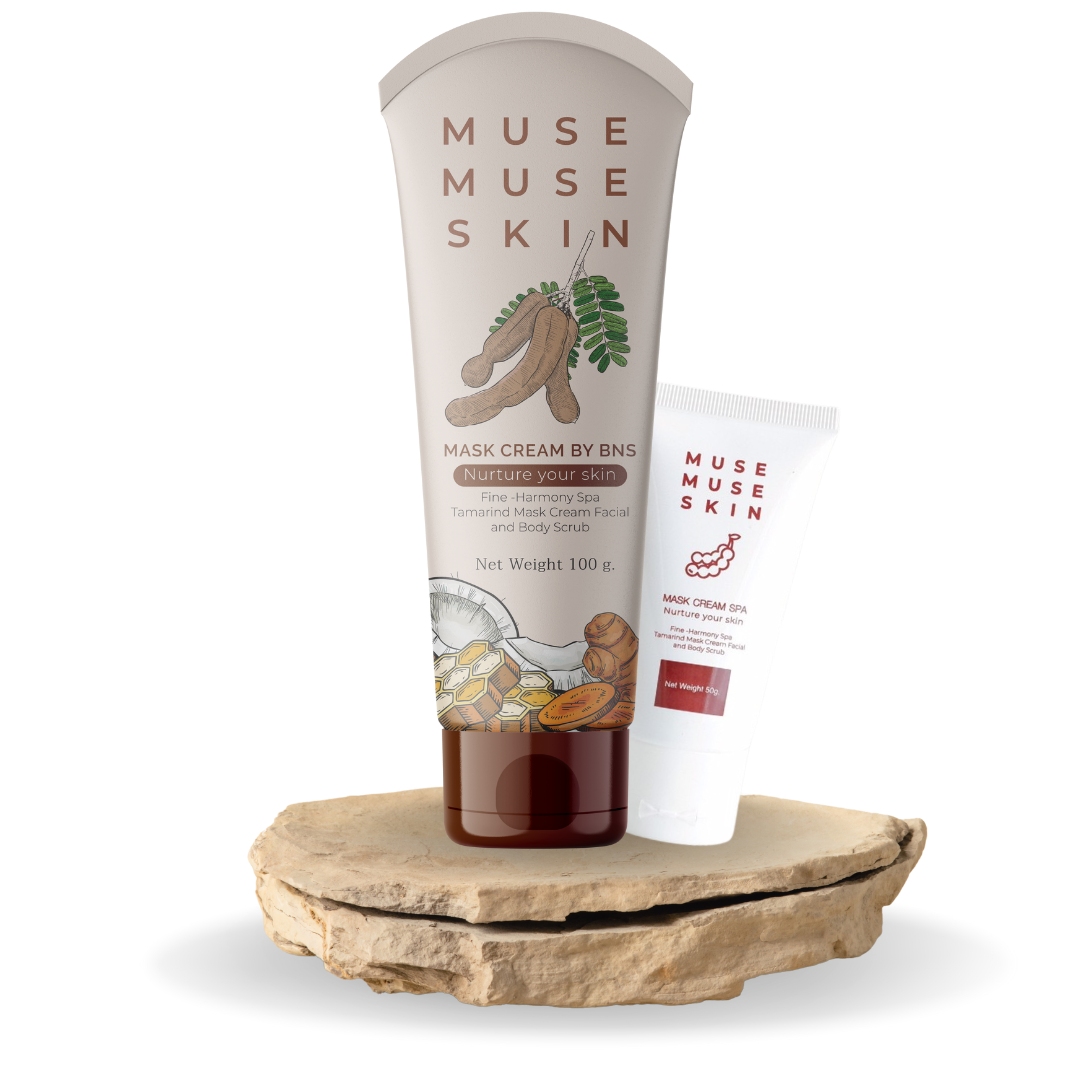 MUSE
MUSE
SKIN
MASK CREAM BY BNS
Nurture your skin
Fine -Harmony Spa
Tamarind Mask Cream Facial
and Body Scrub
Net Weight 100 g.
MUSE
MUSE
SKIN
MASK CREAM SPA
Nurture your skin
Fine -Harmony Spa
Tamarind Mask Cream Facial
and Body Scrub
Net Weight 50g.